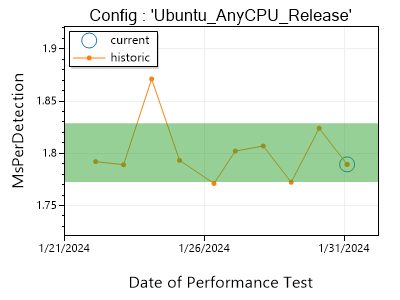 Config : 'Ubuntu_AnyCPU_Release'
current
historic
MsPerDetection
1.9
1.85
1.8
1.75
1/21/2024
1/26/2024
1/31/2024
Date of Performance Test